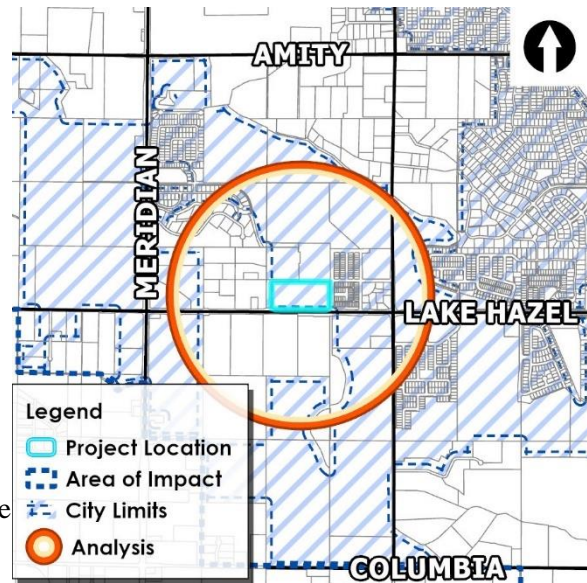 AMITY
MERIDIAN
LAKE HAZEL
Legend
Project Location
Area of Impact
City Limits
Analysis
COLUMBIA
e